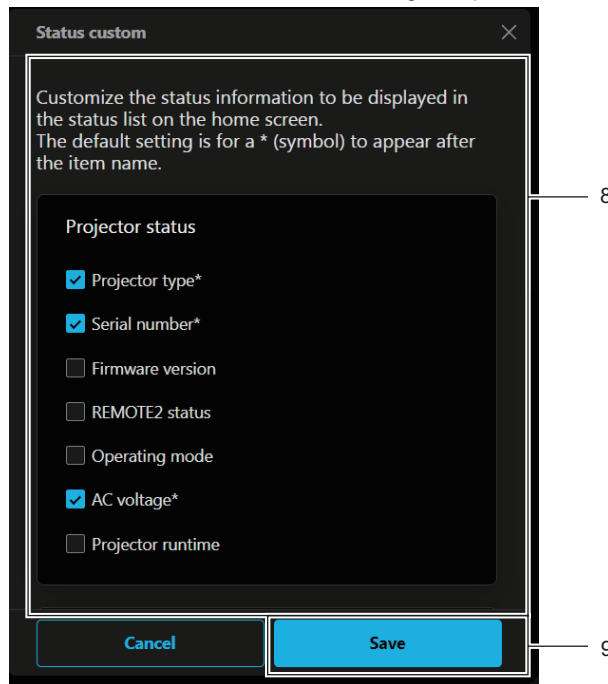 Status custom
Customize the status information to be displayed in
the status list on the home screen.
The default setting is for a * (symbol) to appear after
the item name.
8
Projector status
Projector type*
Serial number*
Firmware version
REMOTE2 status
Operating mode
AC voltage*
Projector runtime
Cancel
Save
9